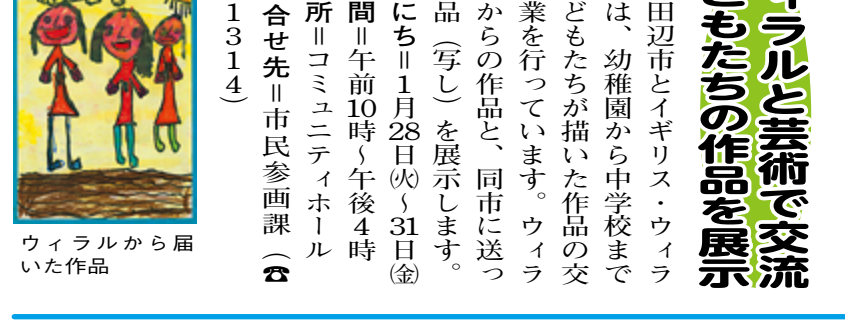 ィラルと芸術で交流
どもたちの作品を展示
田辺市とイギリス・ウィラ
は、幼稚園から中学校まで
どもたちが描いた作品の交
業を行っています。ウィラ
からの作品と、同市に送っ
品（写し）を展示します。
にち＝1月28日㈫～31日㈮
間＝午前10時～午後4時
所＝コミュニティホール
合せ先＝市民参画課（☎
1314）
ウィラルから届
いた作品